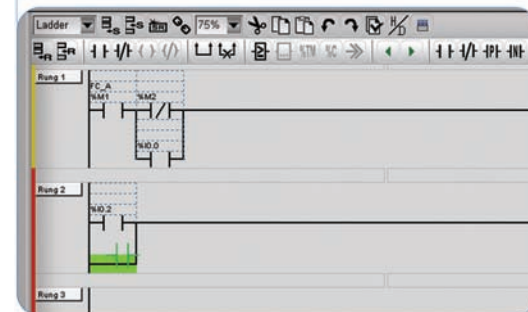 Ladder 75%
Rung 1
FC_A
%M1 %M2
%I0.0
Rung 2
%I0.2
Rung 3